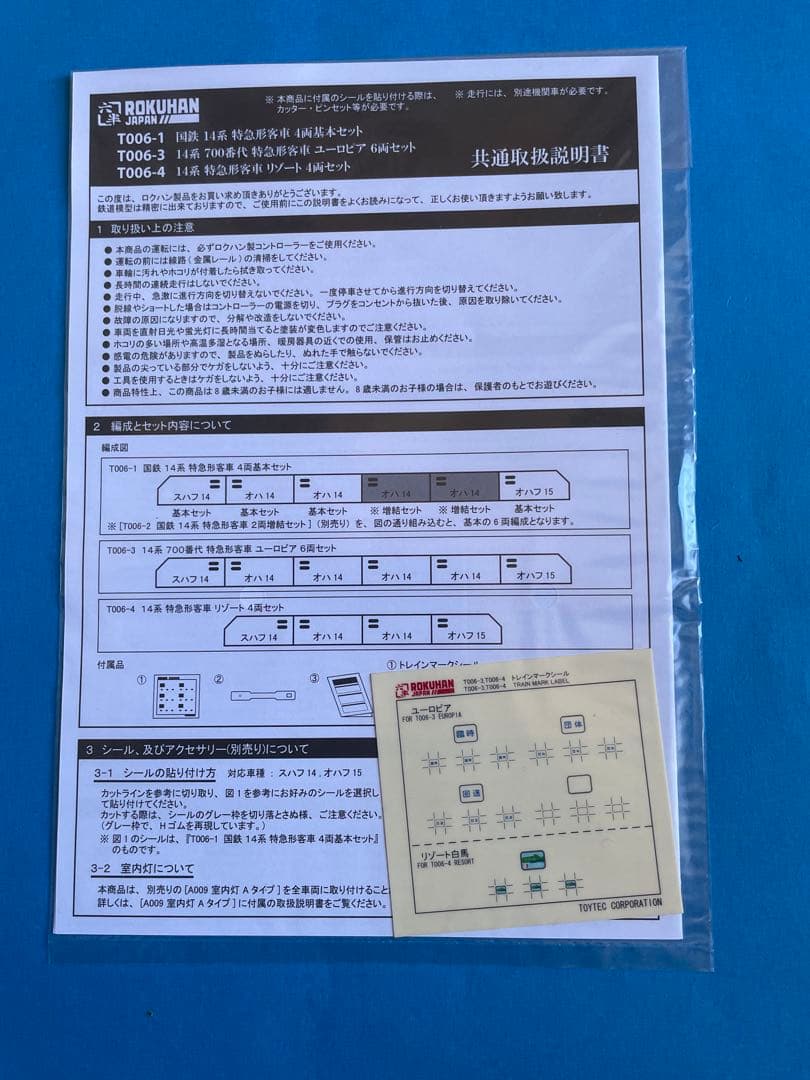 ROKUHAN
JAPAN
※ 本商品に付属のシールを貼り付ける際は、
カッター・ピンセット等が必要です。
※ 走行には、別途機関車が必要です。
T006-1 国鉄 14系 特急形客車 4両基本セット
T006-3 14系 700番代 特急形客車 ユーロピア 6両セット
T006-4 14系 特急形客車 リゾート 4両セット
共通取扱説明書
この度は、ロクハン製品をお買い求め頂きありがとうございます。
鉄道模型は精密に出来ておりますので、ご使用前にこの説明書をよくお読みになって、正しくお使い頂きますようお願い致します。
1 取り扱い上の注意
● 本商品の運転には、必ずロクハン製コントローラーをご使用ください。
● 運転の前には線路(金属レール)の清掃をしてください。
● 車輪に汚れやホコリが付着したら拭き取ってください。
● 長時間の連続走行はしないでください。
● 走行中、急激に進行方向を切り替えないでください。一度停車させてから進行方向を切り替えてください。
● 脱線やショートした場合はコントローラーの電源を切り、プラグをコンセントから抜いた後、原因を取り除いてください。
● 故障の原因になりますので、分解や改造をしないでください。
● 車両を直射日光や蛍光灯に長時間当てると塗装が変色しますのでご注意ください。
● ホコリの多い場所や高温多湿となる場所、暖房器具の近くでの使用、保管はお止めください。
● 感電の危険がありますので、製品をぬらしたり、ぬれた手で触らないでください。
● 製品の尖っている部分でケガをしないよう、十分にご注意ください。
● 工具を使用するときはケガをしないよう、十分にご注意ください。
● 商品特性上、この商品は8歳未満のお子様には適しません。8歳未満のお子様の場合は、保護者のもとでお遊びください。
2 編成とセット内容について
編成図
T006-1 国鉄 14系 特急形客車 4両基本セット
スハフ14 オハ14 オハ14 オハ14 オハ14 オハフ15
基本セット 基本セット 基本セット ※ 増結セット ※ 増結セット 基本セット
※ [T006-2 国鉄 14系 特急形客車 2両増結セット](別売り)を、図の通り組み込むと、基本の6両編成となります。
T006-3 14系 700番代 特急形客車 ユーロピア 6両セット
スハフ14 オハ14 オハ14 オハ14 オハ14 オハフ15
T006-4 14系 特急形客車 リゾート 4両セット
スハフ14 オハ14 オハ14 オハフ15
付属品
① ② ③ ①トレインマークシール
3 シール、及びアクセサリー(別売り)について
3-1 シールの貼り付け方 対応車種 : スハフ14, オハフ15
カットラインを参考に切り取り、図1を参考にお好みのシールを選択し
て貼り付けてください。
カットする際は、シールのグレー枠を切り落とさぬ様、ご注意ください。
(グレー枠で、Hゴムを再現しています。)
※ 図1のシールは、『T006-1 国鉄 14系 特急形客車 4両基本セット』
のものです。
3-2 室内灯について
本商品は、別売りの[A009 室内灯 Aタイプ]を全車両に取り付けること
詳しくは、[A009 室内灯 Aタイプ]に付属の取扱説明書をご覧ください。
ROKUHAN
JAPAN
T006-3,T006-4 トレインマークシール
T006-3,T006-4 TRAIN MARK LABEL
ユーロピア
FOR T006-3 EUROPIA
臨時 団体
回送
リゾート白馬
FOR T006-4 RESORT
TOYTEC CORPORATION